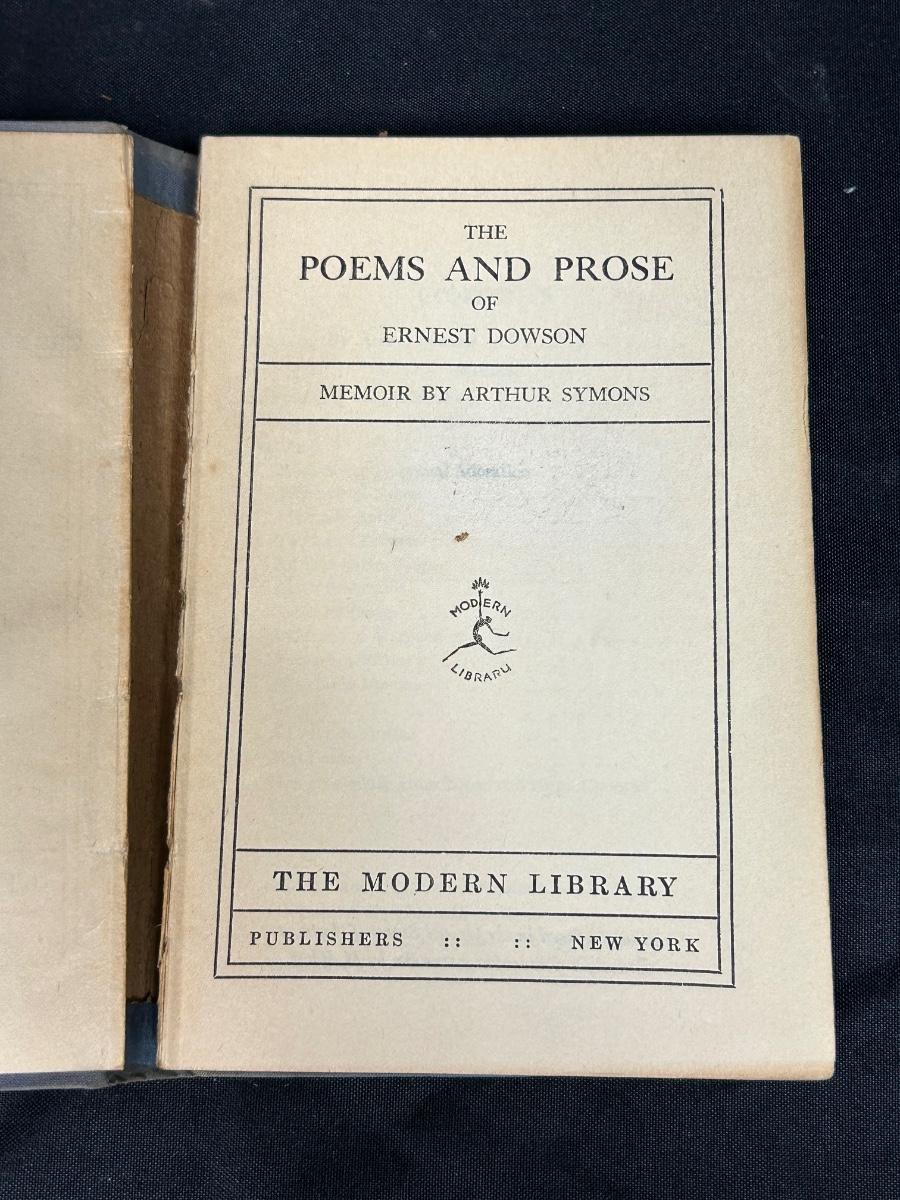 THE
POEMS AND PROSE
OF
ERNEST DOWSON
MEMOIR BY ARTHUR SYMONS
MODERN
LIBRARY
THE MODERN LIBRARY
PUBLISHERS :: :: NEW YORK